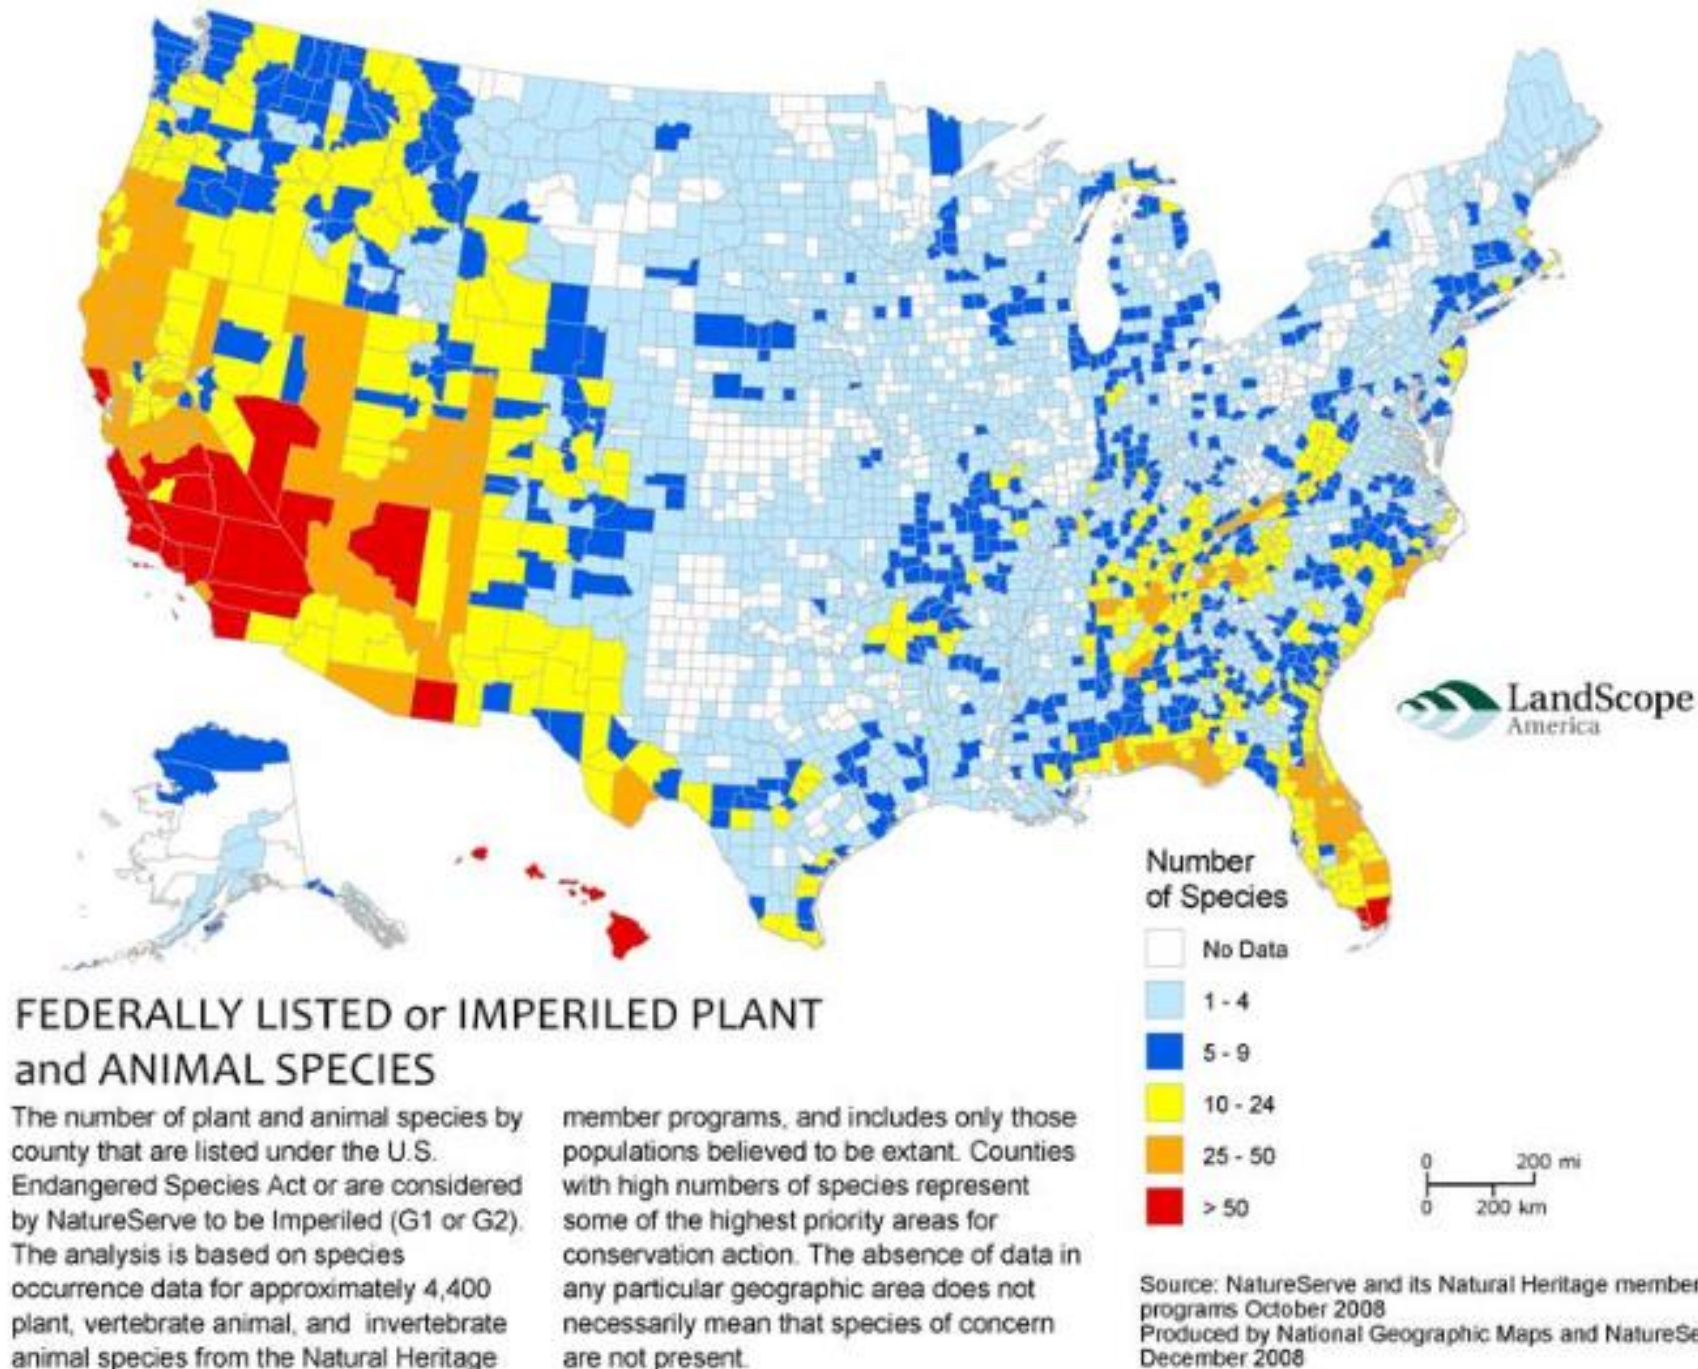 LandScope
America
Number
of Species
No Data
1 - 4
5 - 9
10 - 24
25 - 50
> 50
0 200 mi
0 200 km
FEDERALLY LISTED or IMPERILED PLANT
and ANIMAL SPECIES
The number of plant and animal species by
county that are listed under the U.S.
Endangered Species Act or are considered
by NatureServe to be Imperiled (G1 or G2).
The analysis is based on species
occurrence data for approximately 4,400
plant, vertebrate animal, and invertebrate
animal species from the Natural Heritage
member programs, and includes only those
populations believed to be extant. Counties
with high numbers of species represent
some of the highest priority areas for
conservation action. The absence of data in
any particular geographic area does not
necessarily mean that species of concern
are not present.
Source: NatureServe and its Natural Heritage member
programs October 2008
Produced by National Geographic Maps and NatureSe
December 2008